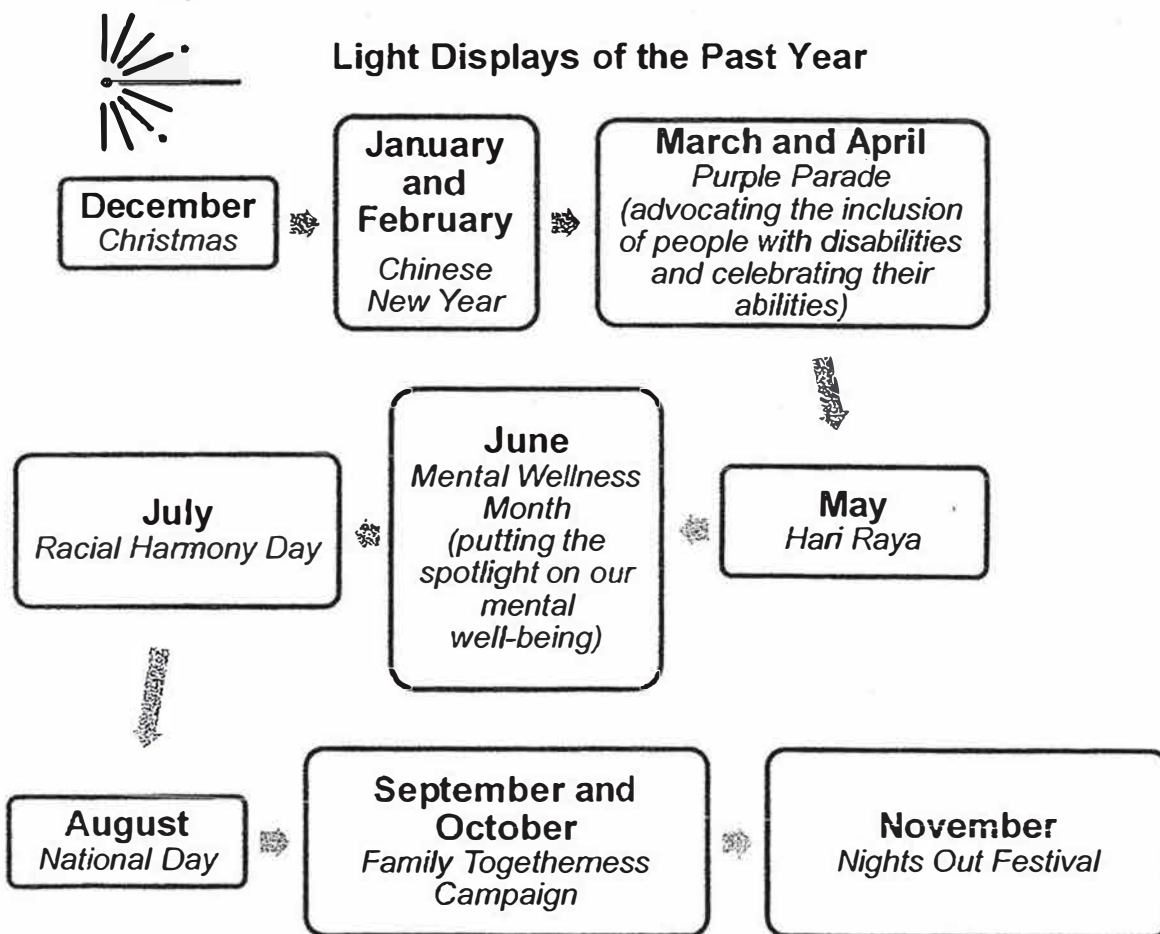 Light Displays of the Past Year
December
Christmas
January
and
February
Chinese
New Year
March and April
Purple Parade
(advocating the inclusion
of people with disabilities
and celebrating their
abilities)
May
Hari Raya
June
Mental Wellness
Month
(putting the
spotlight on our
mental
well-being)
July
Racial Harmony Day
August
National Day
September and
October
Family Togetherness
Campaign
November
Nights Out Festival